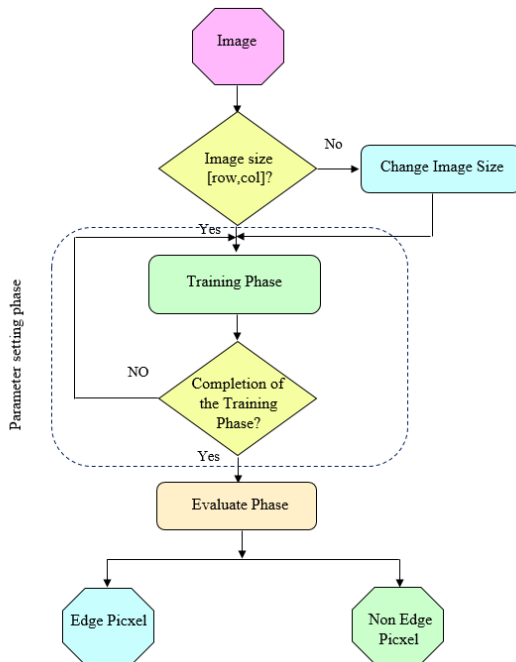 Image
Image size
[row,col]?
No
Change Image Size
Yes
Training Phase
Parameter setting phase
NO
Completion of
the Training
Phase?
Yes
Evaluate Phase
Edge Picxel
Non Edge
Picxel